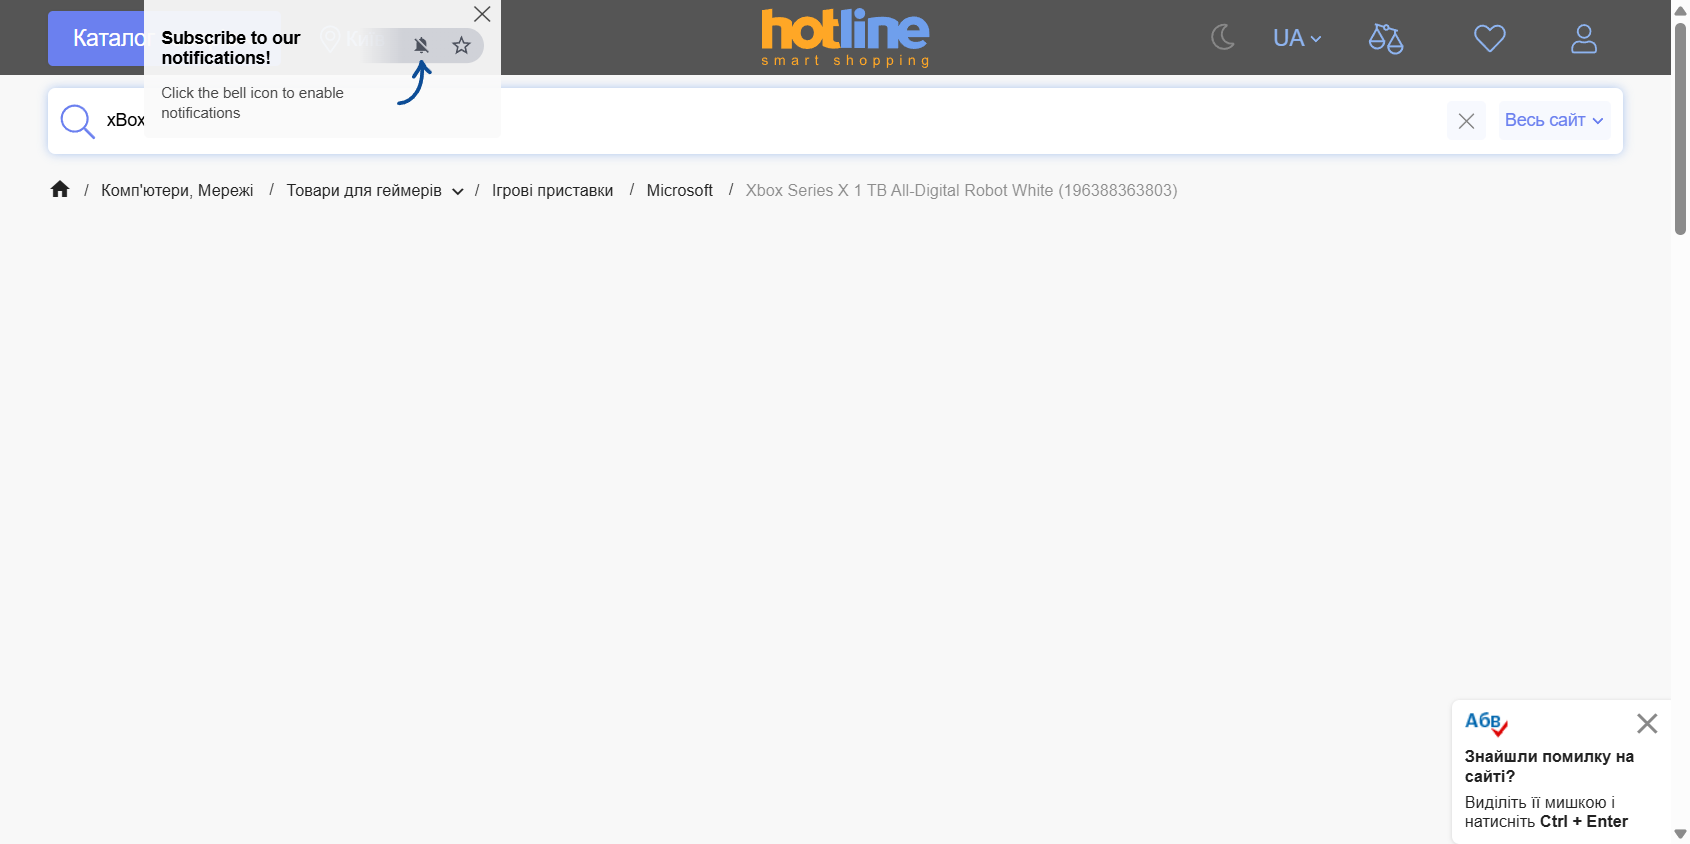 Каталог
Subscribe to our
notifications!
Click the bell icon to enable
notifications
hotline
smart shopping
UA
xBox
Весь сайт
/ Комп'ютери, Мережі / Товари для геймерів / Ігрові приставки / Microsoft / Xbox Series X 1 TB All-Digital Robot White (196388363803)
Абв
Знайшли помилку на
сайті?
Виділіть її мишкою і
натисніть Ctrl + Enter